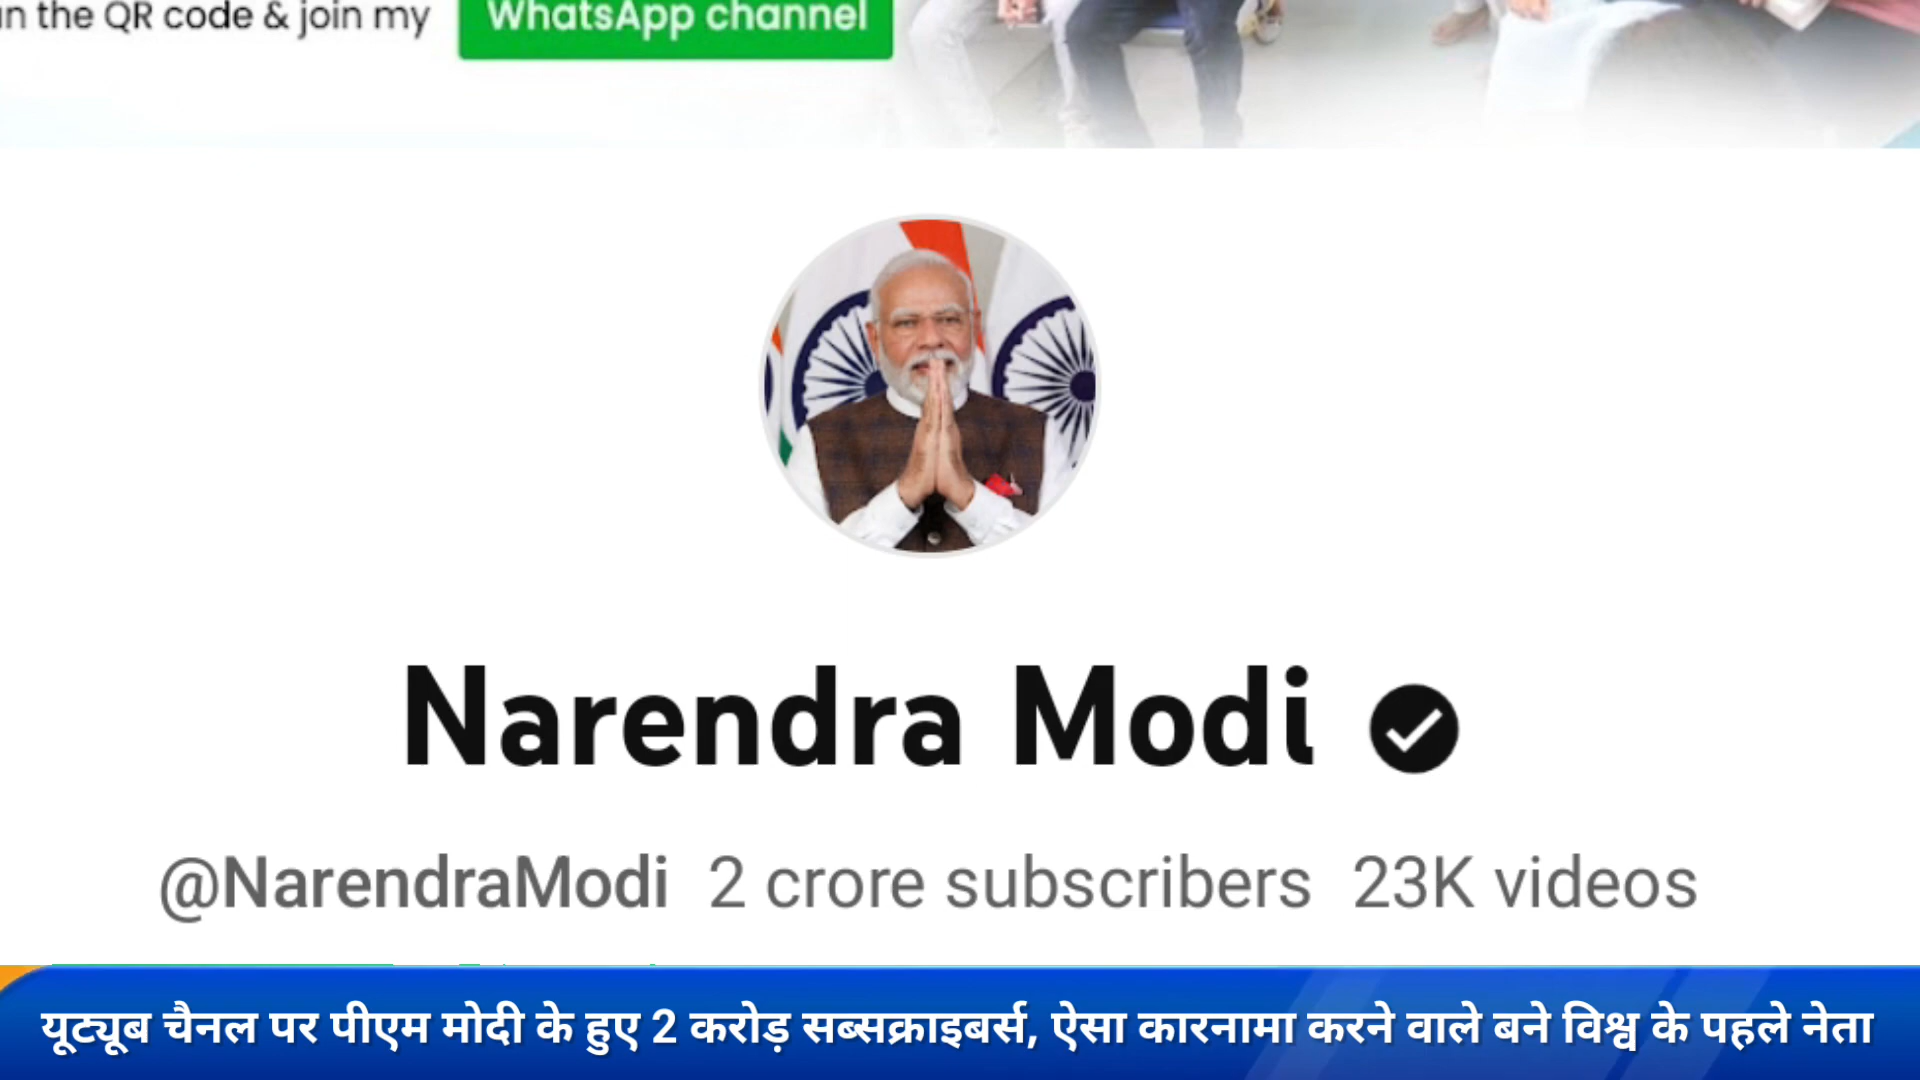 the QR code & join my WhatsApp channel
Narendra Modi
@NarendraModi 2 crore subscribers 23K videos
यूट्यूब चैनल पर पीएम मोदी के हुए 2 करोड़ सब्सक्राइबर्स, ऐसा कारनामा करने वाले बने विश्व के पहले नेता